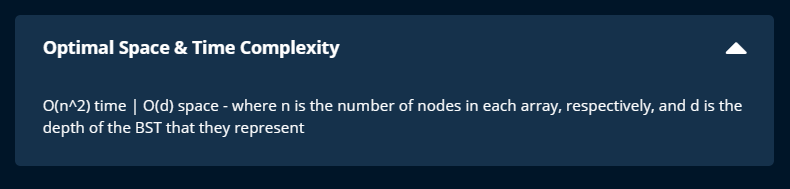 Optimal Space & Time Complexity
O(n^2) time | O(d) space - where n is the number of nodes in each array, respectively, and d is the
depth of the BST that they represent